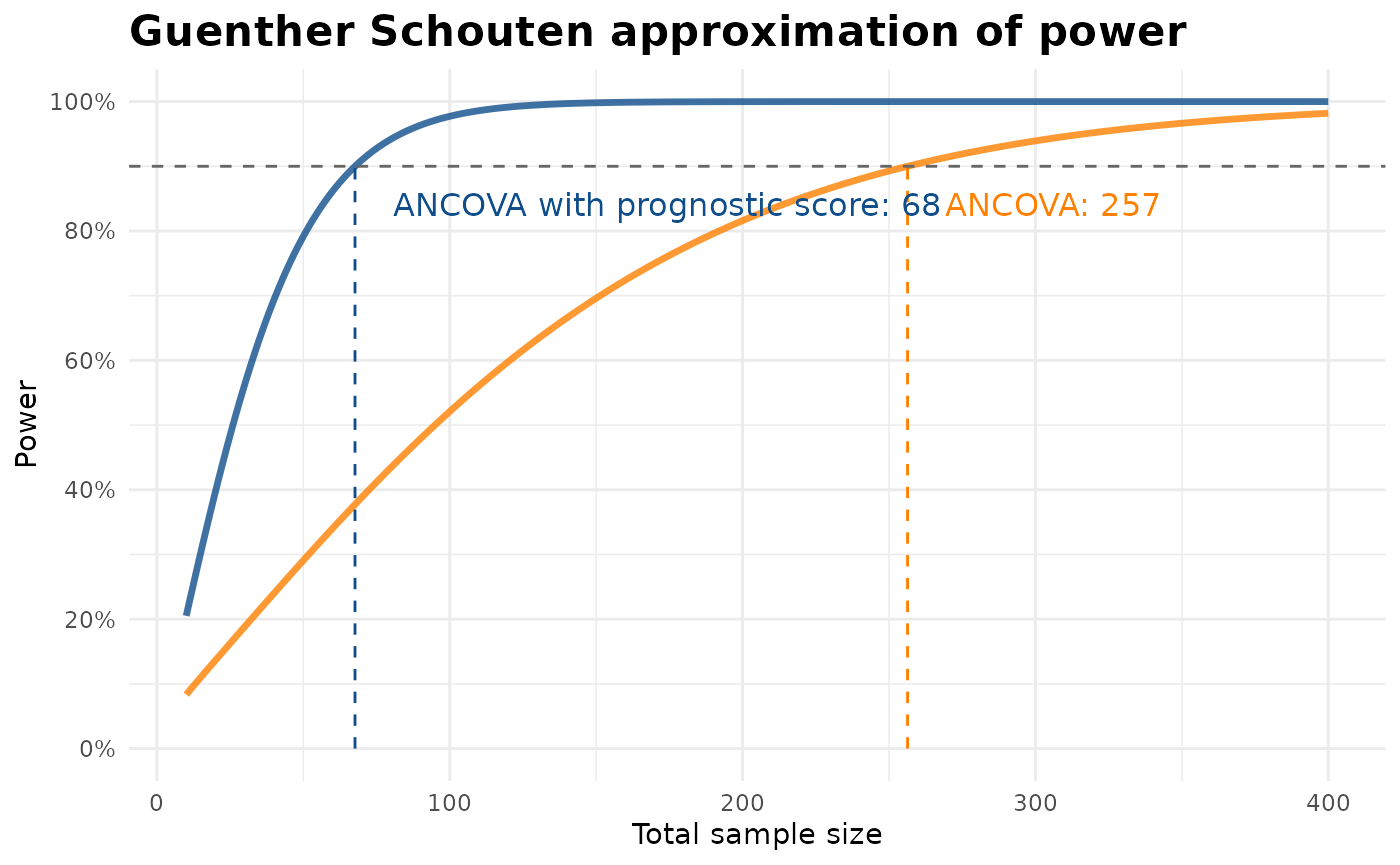 Guenther Schouten approximation of power
100%
80%
60%
40%
20%
0%
Power
ANCOVA with prognostic score: 68
ANCOVA: 257
0
100
200
300
400
Total sample size